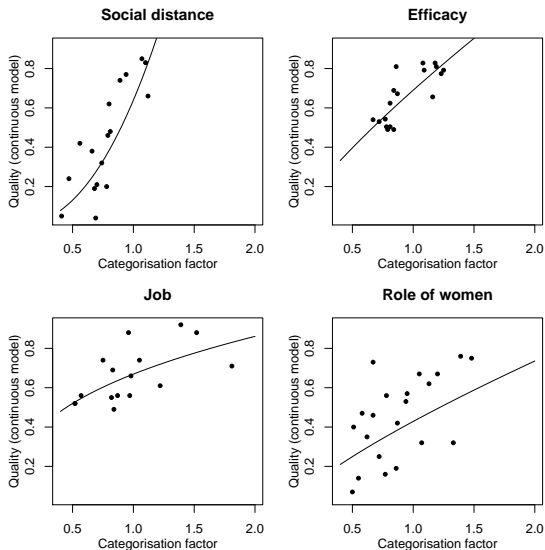 Social distance
Quality (continuous model)
0.2 0.4 0.6 0.8
0.5 1.0 1.5 2.0
Categorisation factor
Efficacy
Quality (continuous model)
0.2 0.4 0.6 0.8
0.5 1.0 1.5 2.0
Categorisation factor
Job
Quality (continuous model)
0.2 0.4 0.6 0.8
0.5 1.0 1.5 2.0
Categorisation factor
Role of women
Quality (continuous model)
0.2 0.4 0.6 0.8
0.5 1.0 1.5 2.0
Categorisation factor